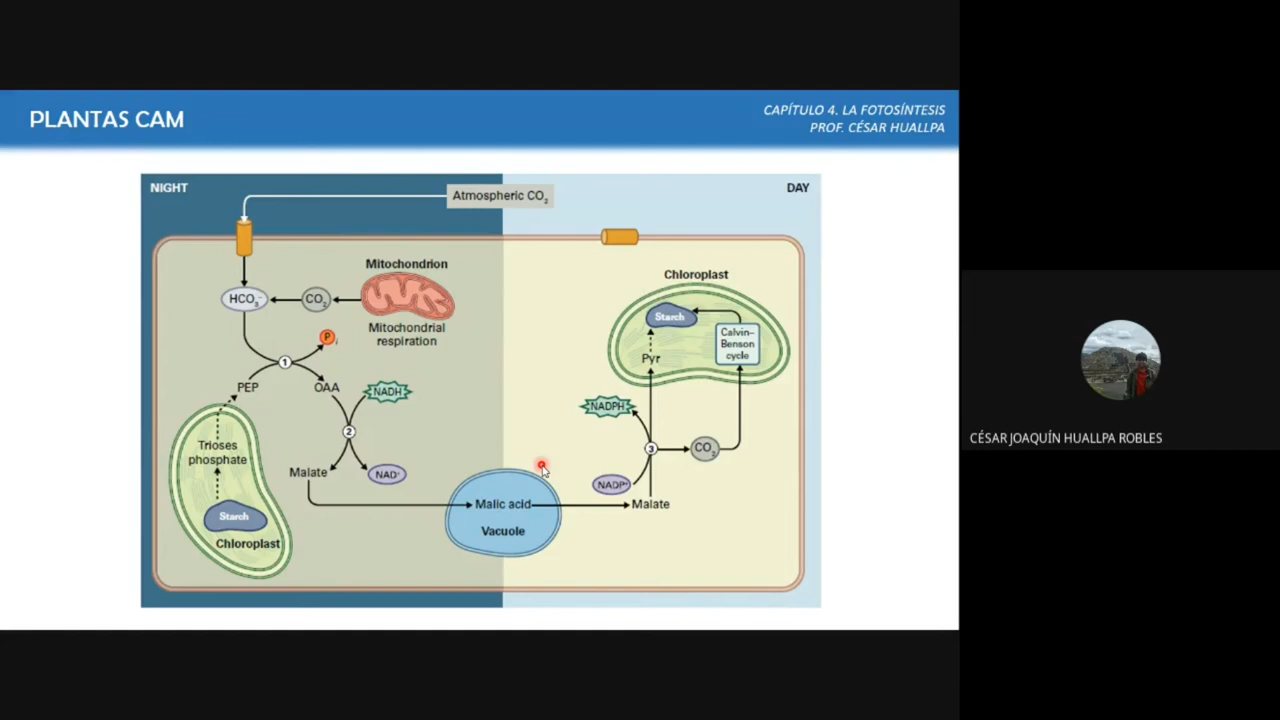 PLANTAS CAM
CAPÍTULO 4. LA FOTOSÍNTESIS
PROF. CÉSAR HUALLPA
NIGHT
Atmospheric CO₂
DAY
Mitochondrion
HCO₃⁻
CO₂
Mitochondrial
respiration
Pᵢ
1
PEP
OAA
NADH
2
Trioses
phosphate
Malate
NAD⁺
Starch
Chloroplast
Malic acid
Vacuole
Chloroplast
Starch
Calvin–
Benson
cycle
Pyr
NADPH
3
CO₂
NADP⁺
Malate
CÉSAR JOAQUÍN HUALLPA ROBLES